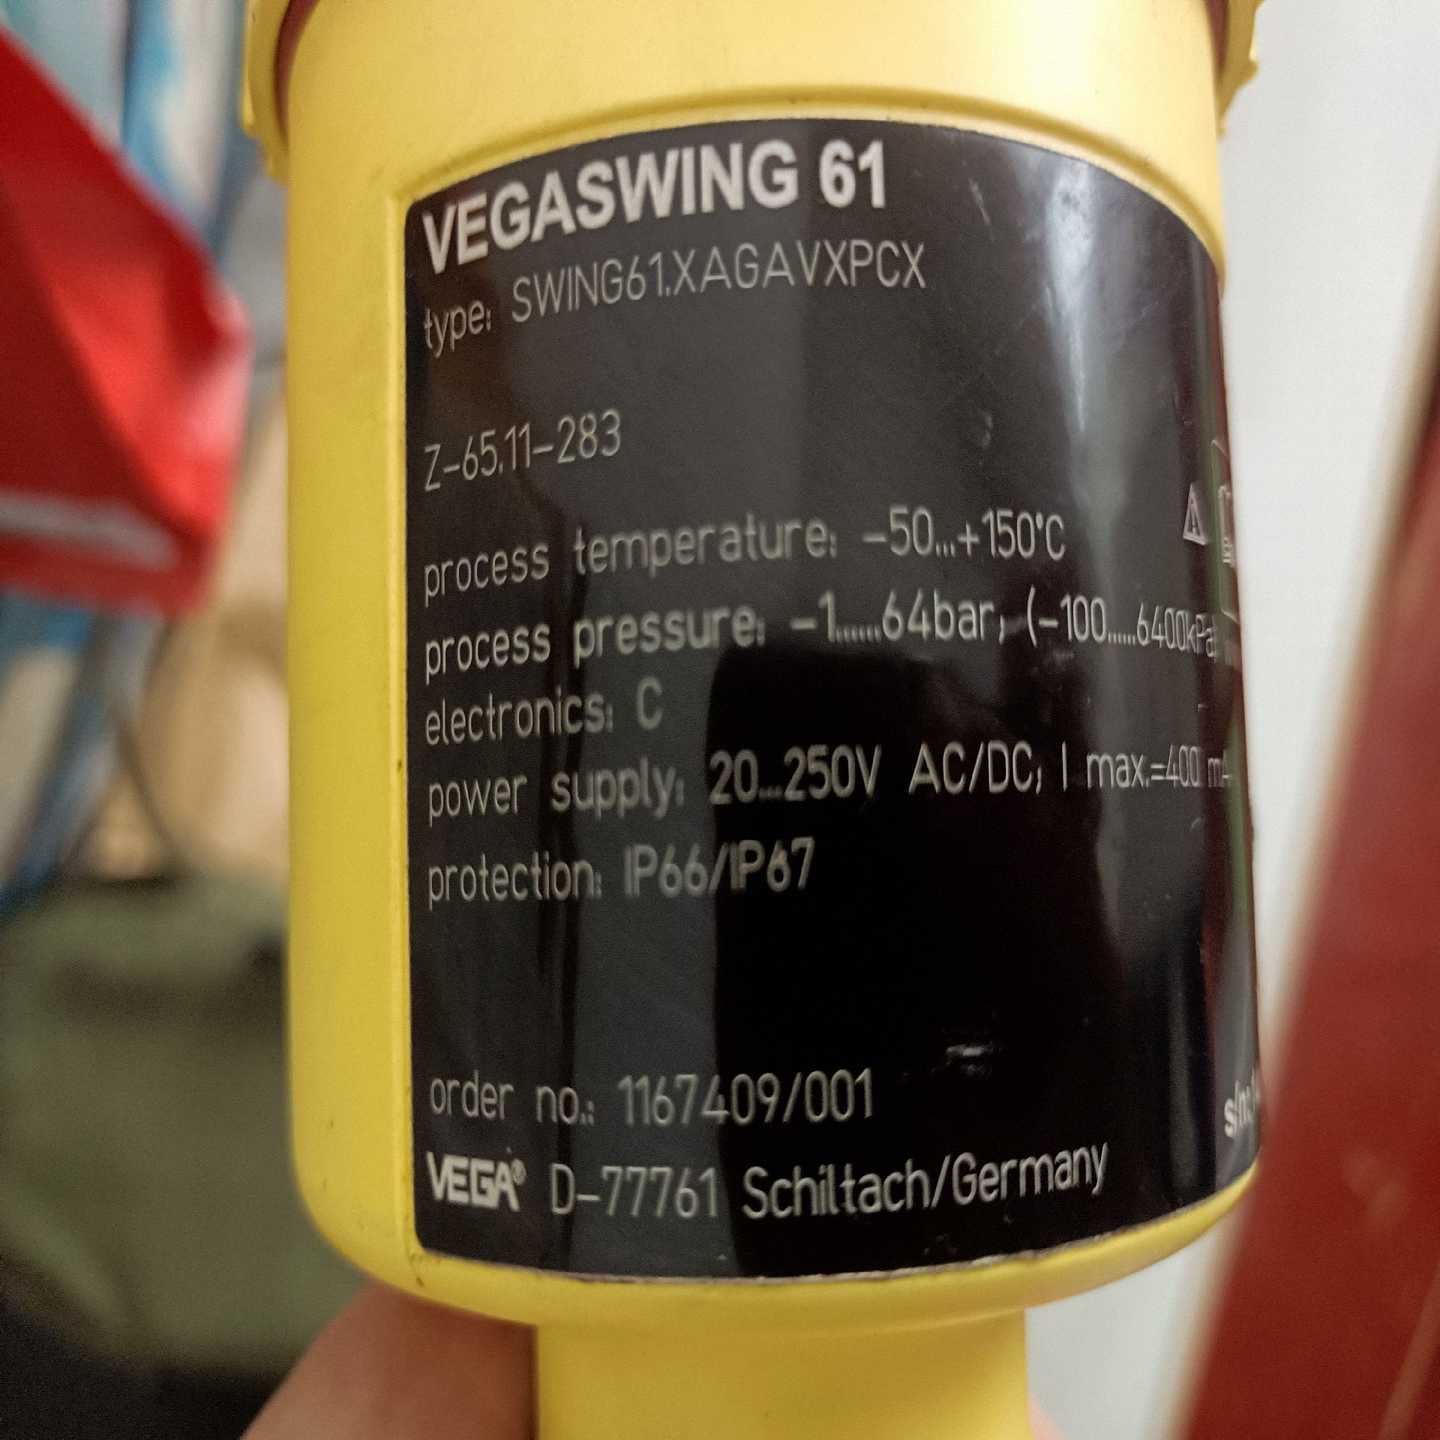 VEGASWING 61
type: SWING61.XAGAVXPCX
Z-65.11-283
process temperature: -50...+150°C
process pressure: -1......64bar; (-100......6400kPa)
electronics: C
power supply: 20...250V AC/DC; I max.=400 mA
protection: IP66/IP67
order no.: 1167409/001
s/n:
VEGA® D-77761 Schiltach/Germany